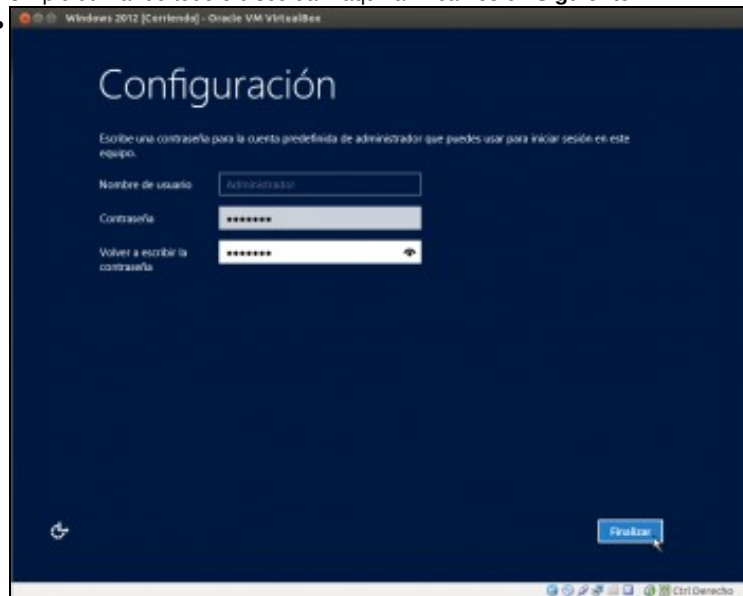 Windows 2012 [Corriendo] - Oracle VM VirtualBox
Configuración
Escribe una contraseña para la cuenta predefinida de administrador que puedes usar para iniciar sesión en este
equipo.
Nombre de usuario
Administrador
Contraseña
•••••••
Volver a escribir la
contraseña
•••••••
Finalizar
Ctrl Derecho